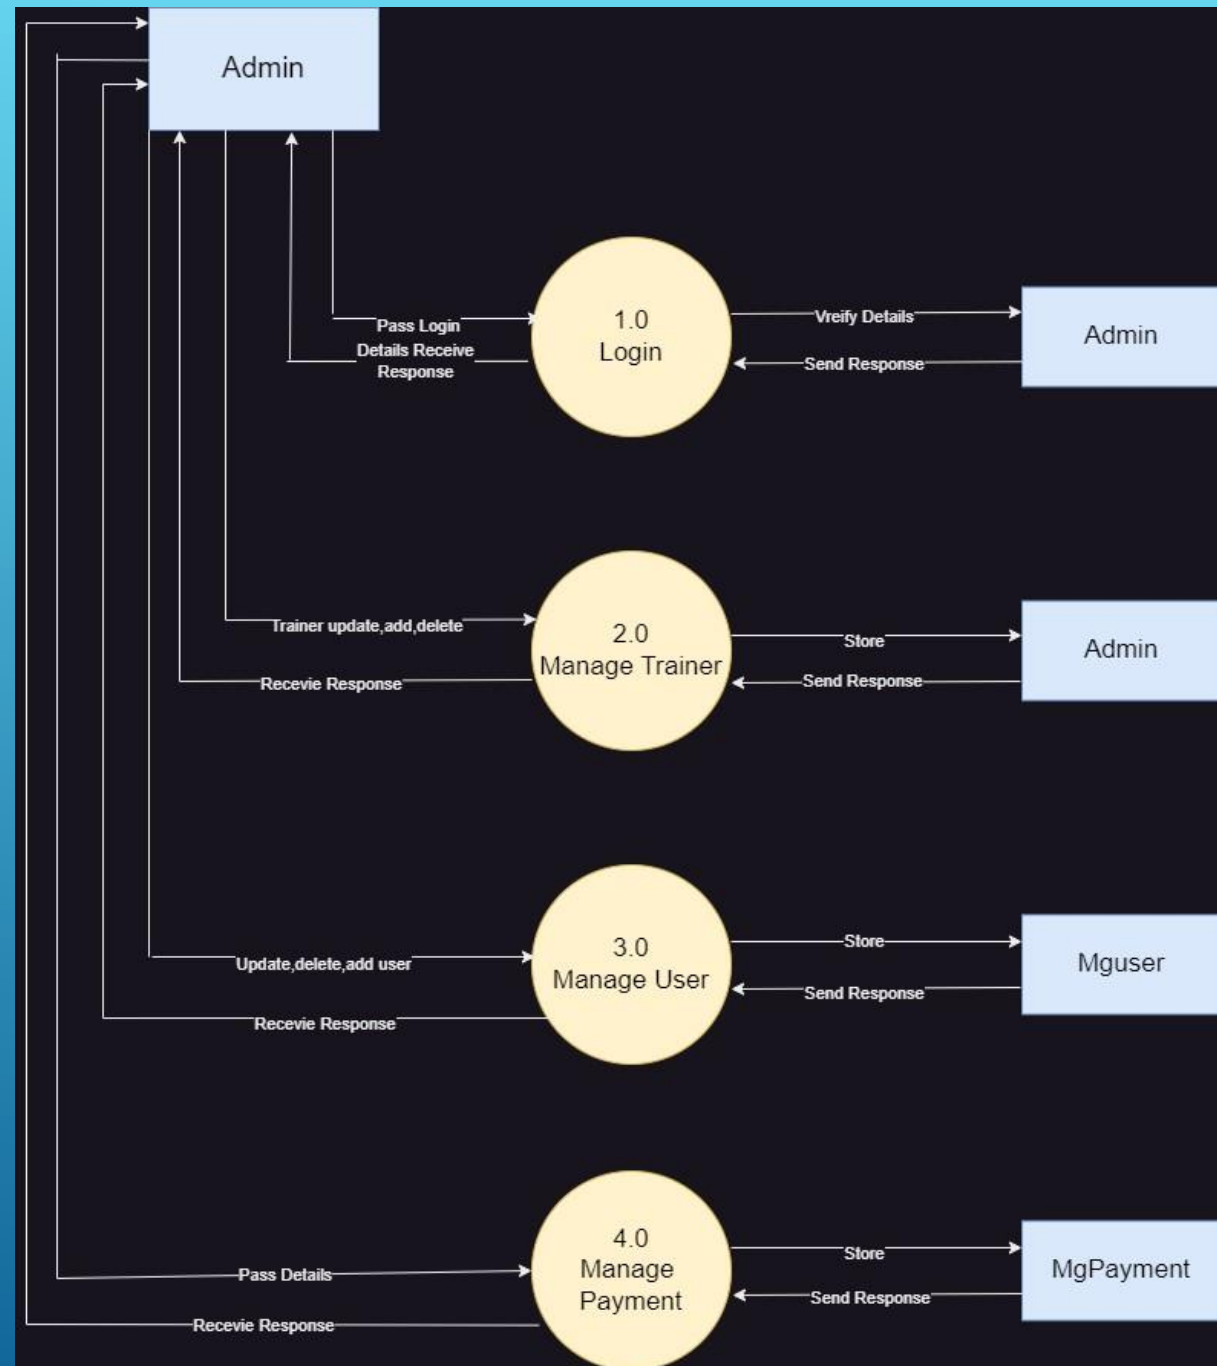 Admin
Pass Login
Details Receive
Response
1.0
Login
Vreify Details
Send Response
Admin
Trainer update,add,delete
Recevie Response
2.0
Manage Trainer
Store
Send Response
Admin
Update,delete,add user
Recevie Response
3.0
Manage User
Store
Send Response
Mguser
Pass Details
Recevie Response
4.0
Manage
Payment
Store
Send Response
MgPayment